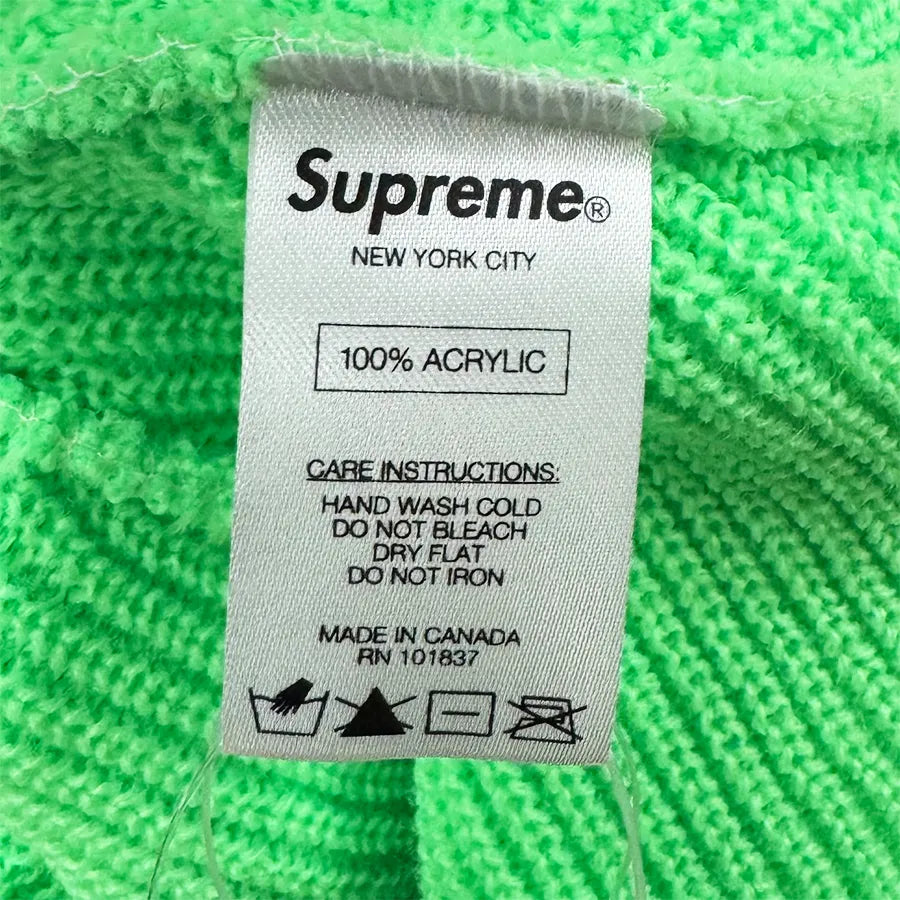 Supreme®
NEW YORK CITY
100% ACRYLIC
CARE INSTRUCTIONS:
HAND WASH COLD
DO NOT BLEACH
DRY FLAT
DO NOT IRON
MADE IN CANADA
RN 101837